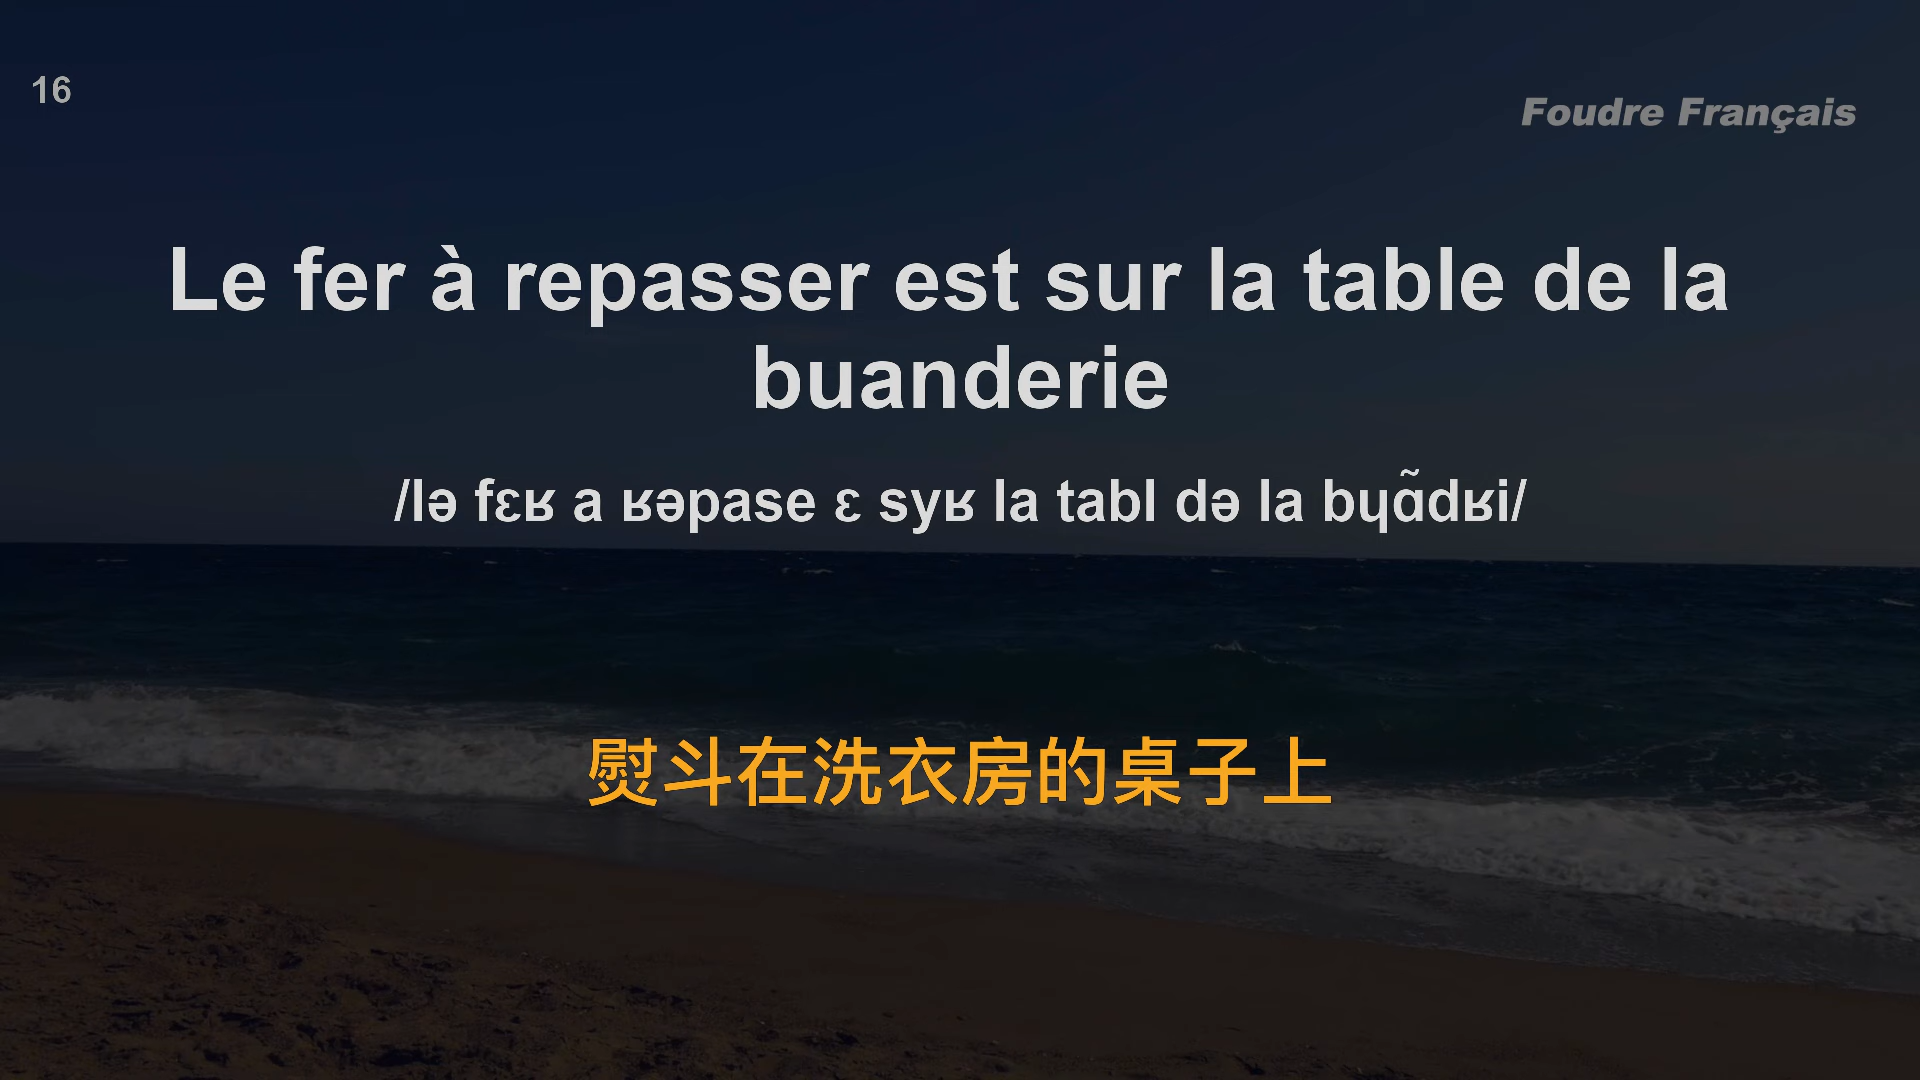 16
Foudre Français
Le fer à repasser est sur la table de la
buanderie
/lə fɛʁ a ʁəpase ɛ syʁ la tabl də la bɥɑ̃dʁi/
熨斗在洗衣房的桌子上